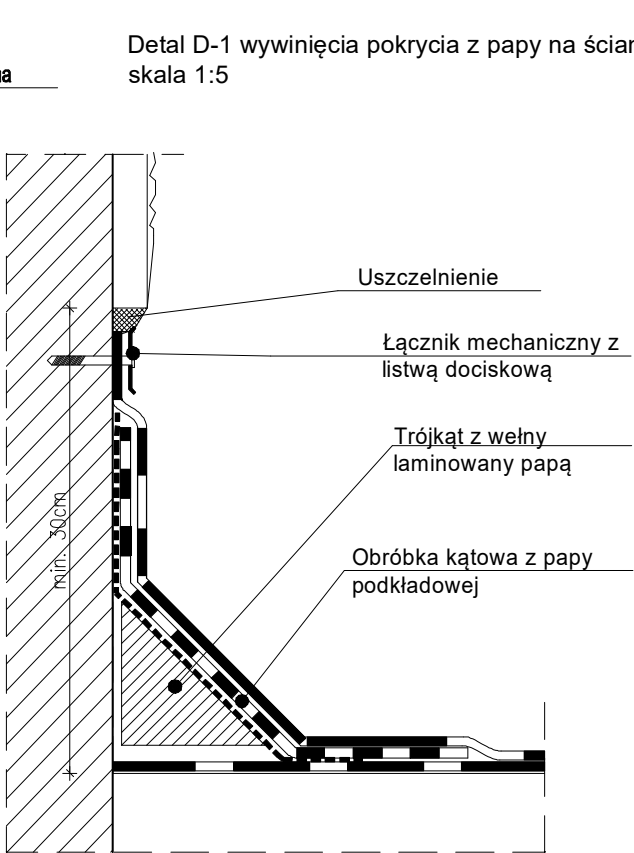 Detal D-1 wywinięcia pokrycia z papy na
skala 1:5
Uszczelnienie
Łącznik mechaniczny z
listwą dociskową
Trójkąt z wełny
laminowany papą
Obróbka kątowa z papy
podkładowej
min. 30cm